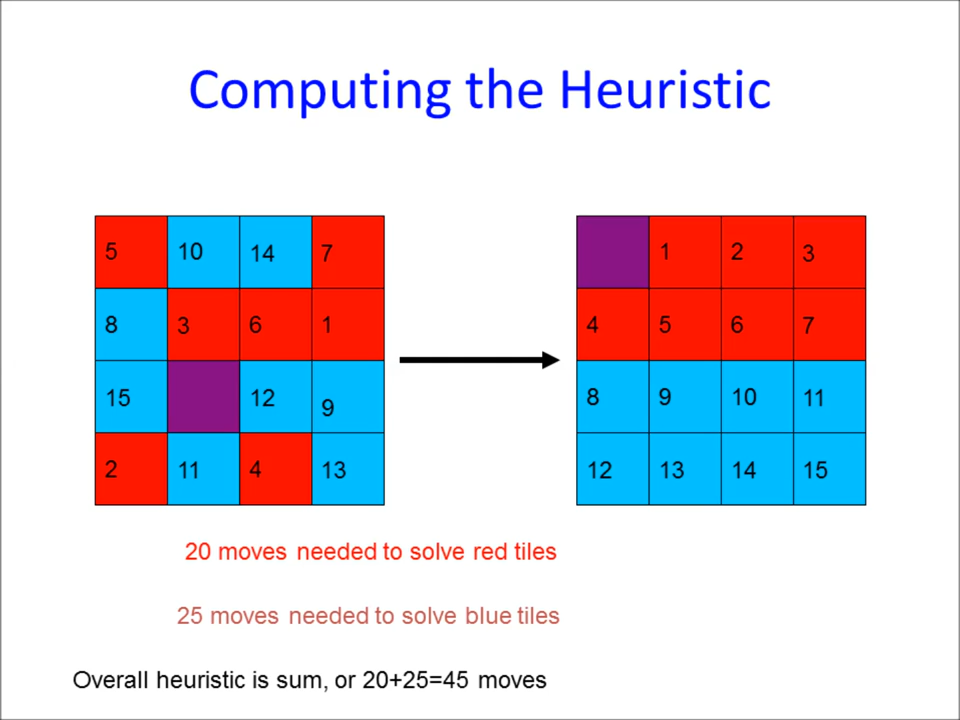 Computing the Heuristic
5 10 14 7
8 3 6 1
15 12 9
2 11 4 13
1 2 3
4 5 6 7
8 9 10 11
12 13 14 15
20 moves needed to solve red tiles
25 moves needed to solve blue tiles
Overall heuristic is sum, or 20+25=45 moves